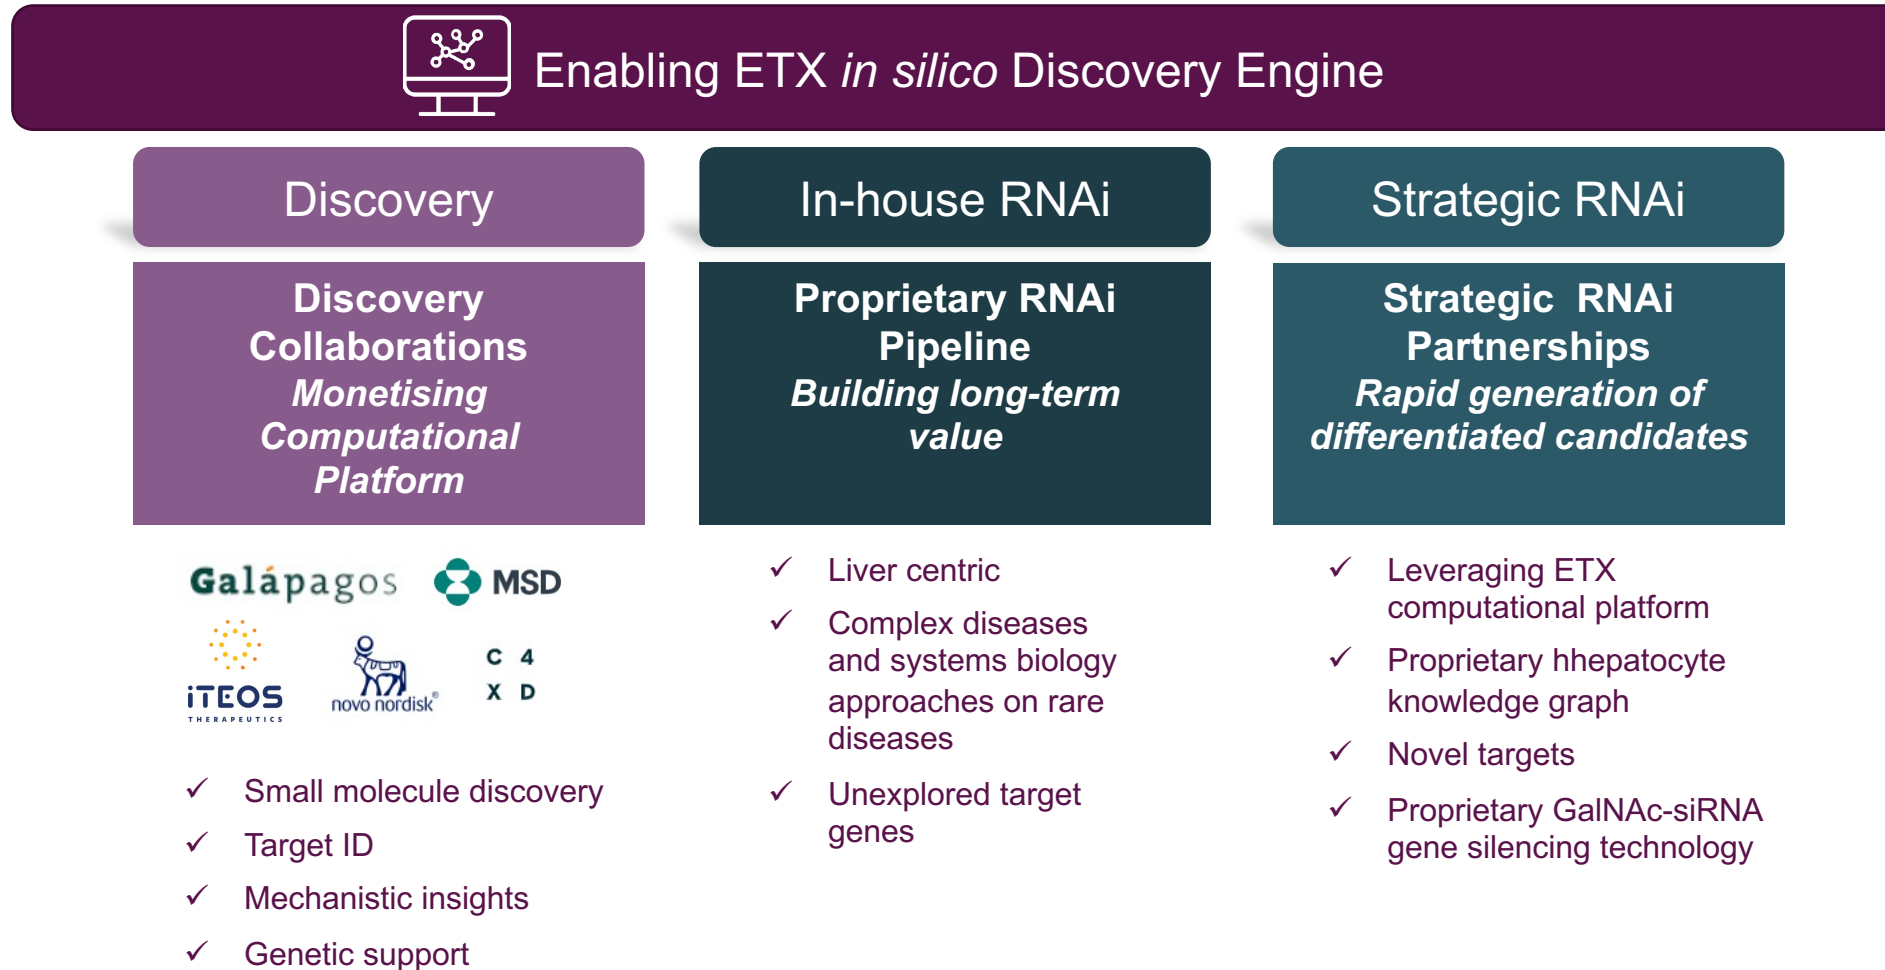 Enabling ETX in silico Discovery Engine
Discovery
Discovery
Collaborations
Monetising
Computational
Platform
Galápagos
MSD
iTEOS
THERAPEUTICS
novo nordisk®
C 4
X D
✓ Small molecule discovery
✓ Target ID
✓ Mechanistic insights
✓ Genetic support
In-house RNAi
Proprietary RNAi
Pipeline
Building long-term
value
✓ Liver centric
✓ Complex diseases
and systems biology
approaches on rare
diseases
✓ Unexplored target
genes
Strategic RNAi
Strategic RNAi
Partnerships
Rapid generation of
differentiated candidates
✓ Leveraging ETX
computational platform
✓ Proprietary hhepatocyte
knowledge graph
✓ Novel targets
✓ Proprietary GalNAc-siRNA
gene silencing technology